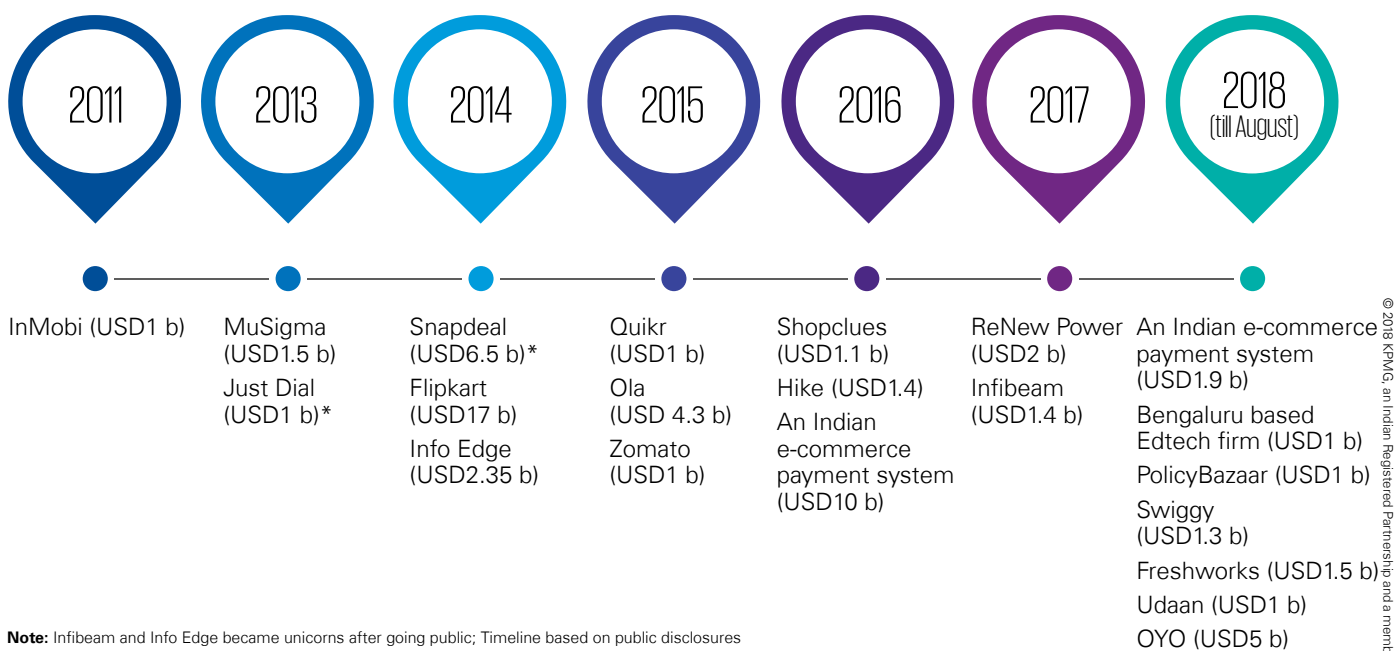 2011
2013
2014
2015
2016
2017
2018
(till August)
InMobi (USD1 b)
MuSigma
(USD1.5 b)
Just Dial
(USD1 b)*
Snapdeal
(USD6.5 b)*
Flipkart
(USD17 b)
Info Edge
(USD2.35 b)
Quikr
(USD1 b)
Ola
(USD 4.3 b)
Zomato
(USD1 b)
Shopclues
(USD1.1 b)
Hike (USD1.4)
An Indian
e-commerce
payment system
(USD10 b)
ReNew Power
(USD2 b)
Infibeam
(USD1.4 b)
An Indian e-commerce
payment system
(USD1.9 b)
Bengaluru based
Edtech firm (USD1 b)
PolicyBazaar (USD1 b)
Swiggy
(USD1.3 b)
Freshworks (USD1.5 b)
Udaan (USD1 b)
OYO (USD5 b)
Note: Infibeam and Info Edge became unicorns after going public; Timeline based on public disclosures
© 2018 KPMG, an Indian Registered Partnership and a